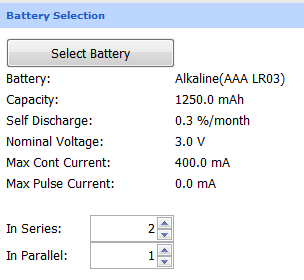 Battery Selection
Select Battery
Battery: Alkaline(AAA LR03)
Capacity: 1250.0 mAh
Self Discharge: 0.3 %/month
Nominal Voltage: 3.0 V
Max Cont Current: 400.0 mA
Max Pulse Current: 0.0 mA
In Series: 2
In Parallel: 1